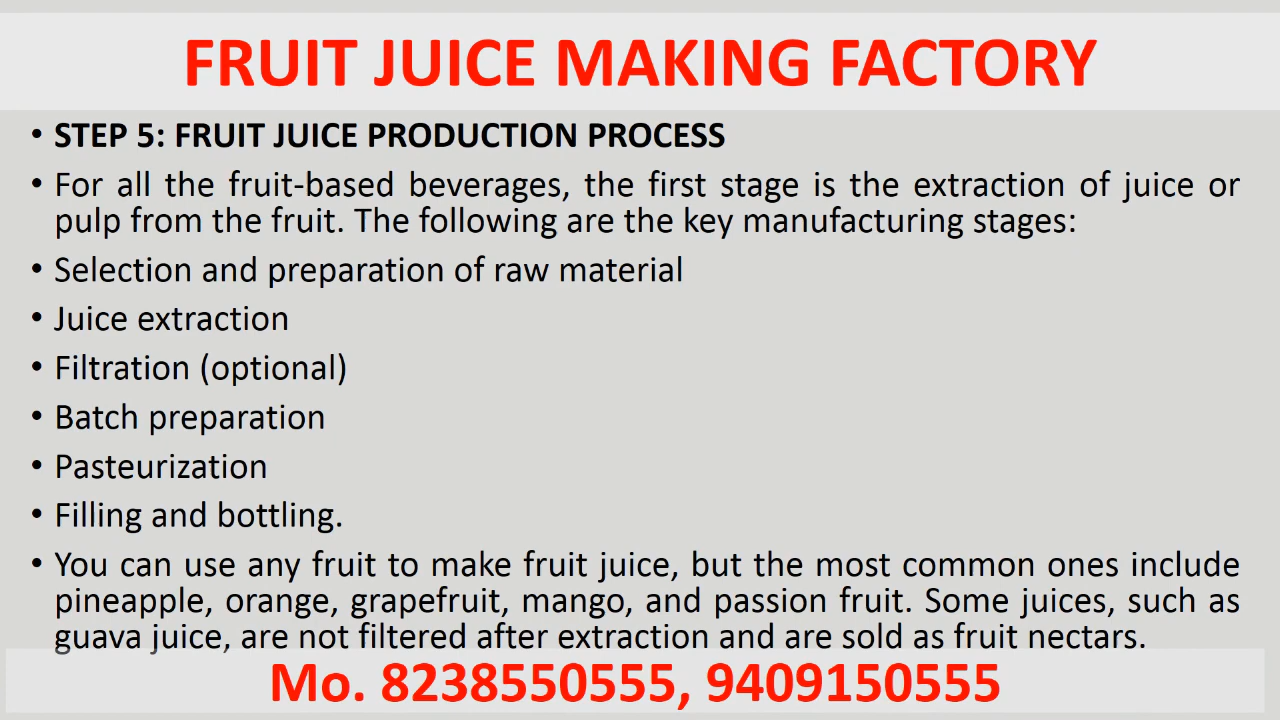 FRUIT JUICE MAKING FACTORY
• STEP 5: FRUIT JUICE PRODUCTION PROCESS
• For all the fruit-based beverages, the first stage is the extraction of juice or
pulp from the fruit. The following are the key manufacturing stages:
• Selection and preparation of raw material
• Juice extraction
• Filtration (optional)
• Batch preparation
• Pasteurization
• Filling and bottling.
• You can use any fruit to make fruit juice, but the most common ones include
pineapple, orange, grapefruit, mango, and passion fruit. Some juices, such as
guava juice, are not filtered after extraction and are sold as fruit nectars.
Mo. 8238550555, 9409150555